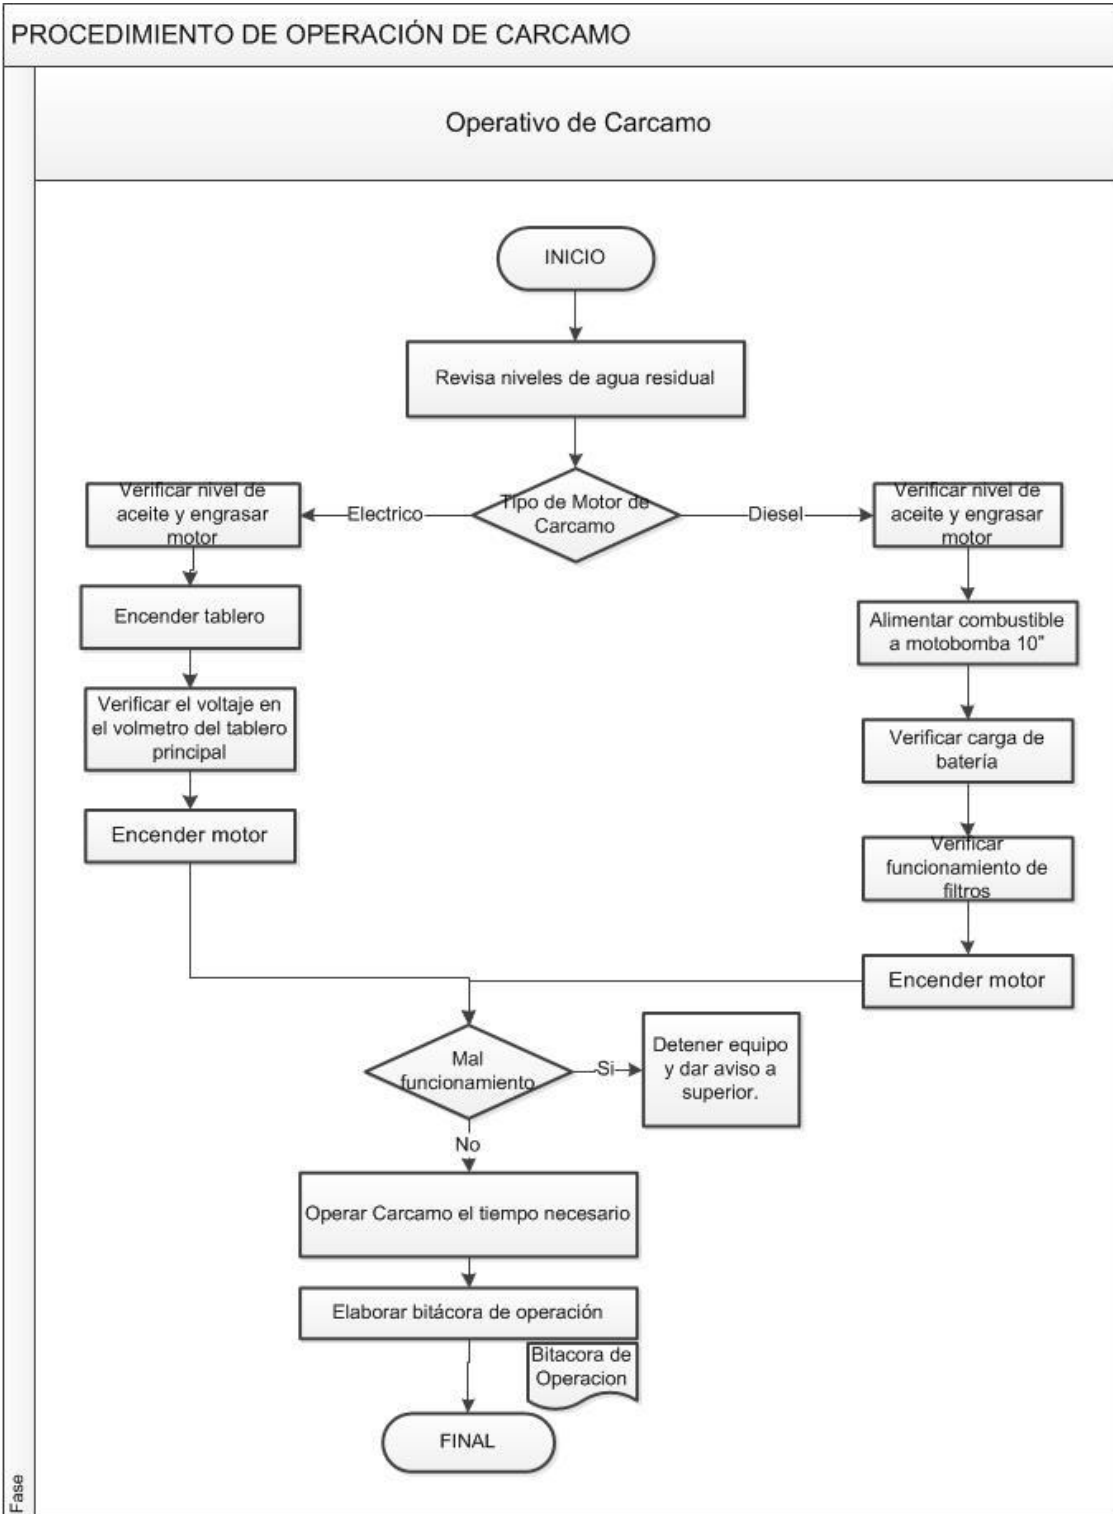 PROCEDIMIENTO DE OPERACIÓN DE CARCAMO
Operativo de Carcamo
INICIO
Revisa niveles de agua residual
Tipo de Motor de
Carcamo
Electrico
Diesel
Verificar nivel de
aceite y engrasar
motor
Encender tablero
Verificar el voltaje en
el volmetro del tablero
principal
Encender motor
Verificar nivel de
aceite y engrasar
motor
Alimentar combustible
a motobomba 10"
Verificar carga de
batería
Verificar
funcionamiento de
filtros
Encender motor
Mal
funcionamiento
Si
Detener equipo
y dar aviso a
superior.
No
Operar Carcamo el tiempo necesario
Elaborar bitácora de operación
Bitacora de
Operacion
FINAL
Fase